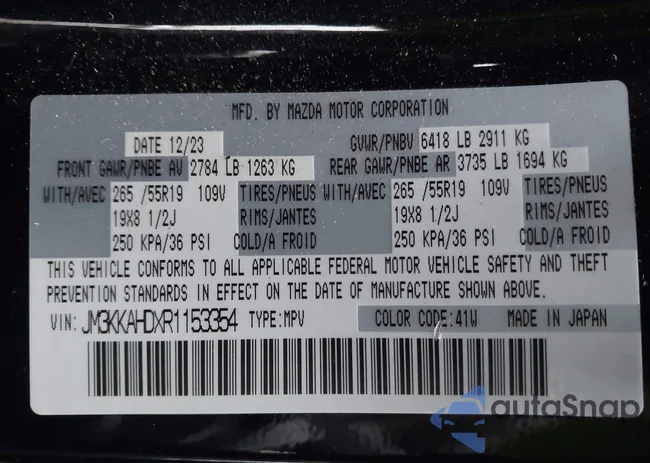 MFD. BY MAZDA MOTOR CORPORATION
DATE 12/23 GVWR/PNBV 6418 LB 2911 KG
FRONT GAWR/PNBE AV 2784 LB 1263 KG REAR GAWR/PNBE AR 3735 LB 1694 KG
WITH/AVEC 265 /55R19 109V TIRES/PNEUS WITH/AVEC 265 /55R19 109V TIRES/PNEUS
19X8 1/2J RIMS/JANTES 19X8 1/2J RIMS/JANTES
250 KPA/36 PSI COLD/A FROID 250 KPA/36 PSI COLD/A FROID
THIS VEHICLE CONFORMS TO ALL APPLICABLE FEDERAL MOTOR VEHICLE SAFETY AND THEFT
PREVENTION STANDARDS IN EFFECT ON THE DATE OF MANUFACTURE SHOWN ABOVE.
VIN: JM3KKAHDXR1153354 TYPE:MPV COLOR CODE:41W MADE IN JAPAN
autoSnap